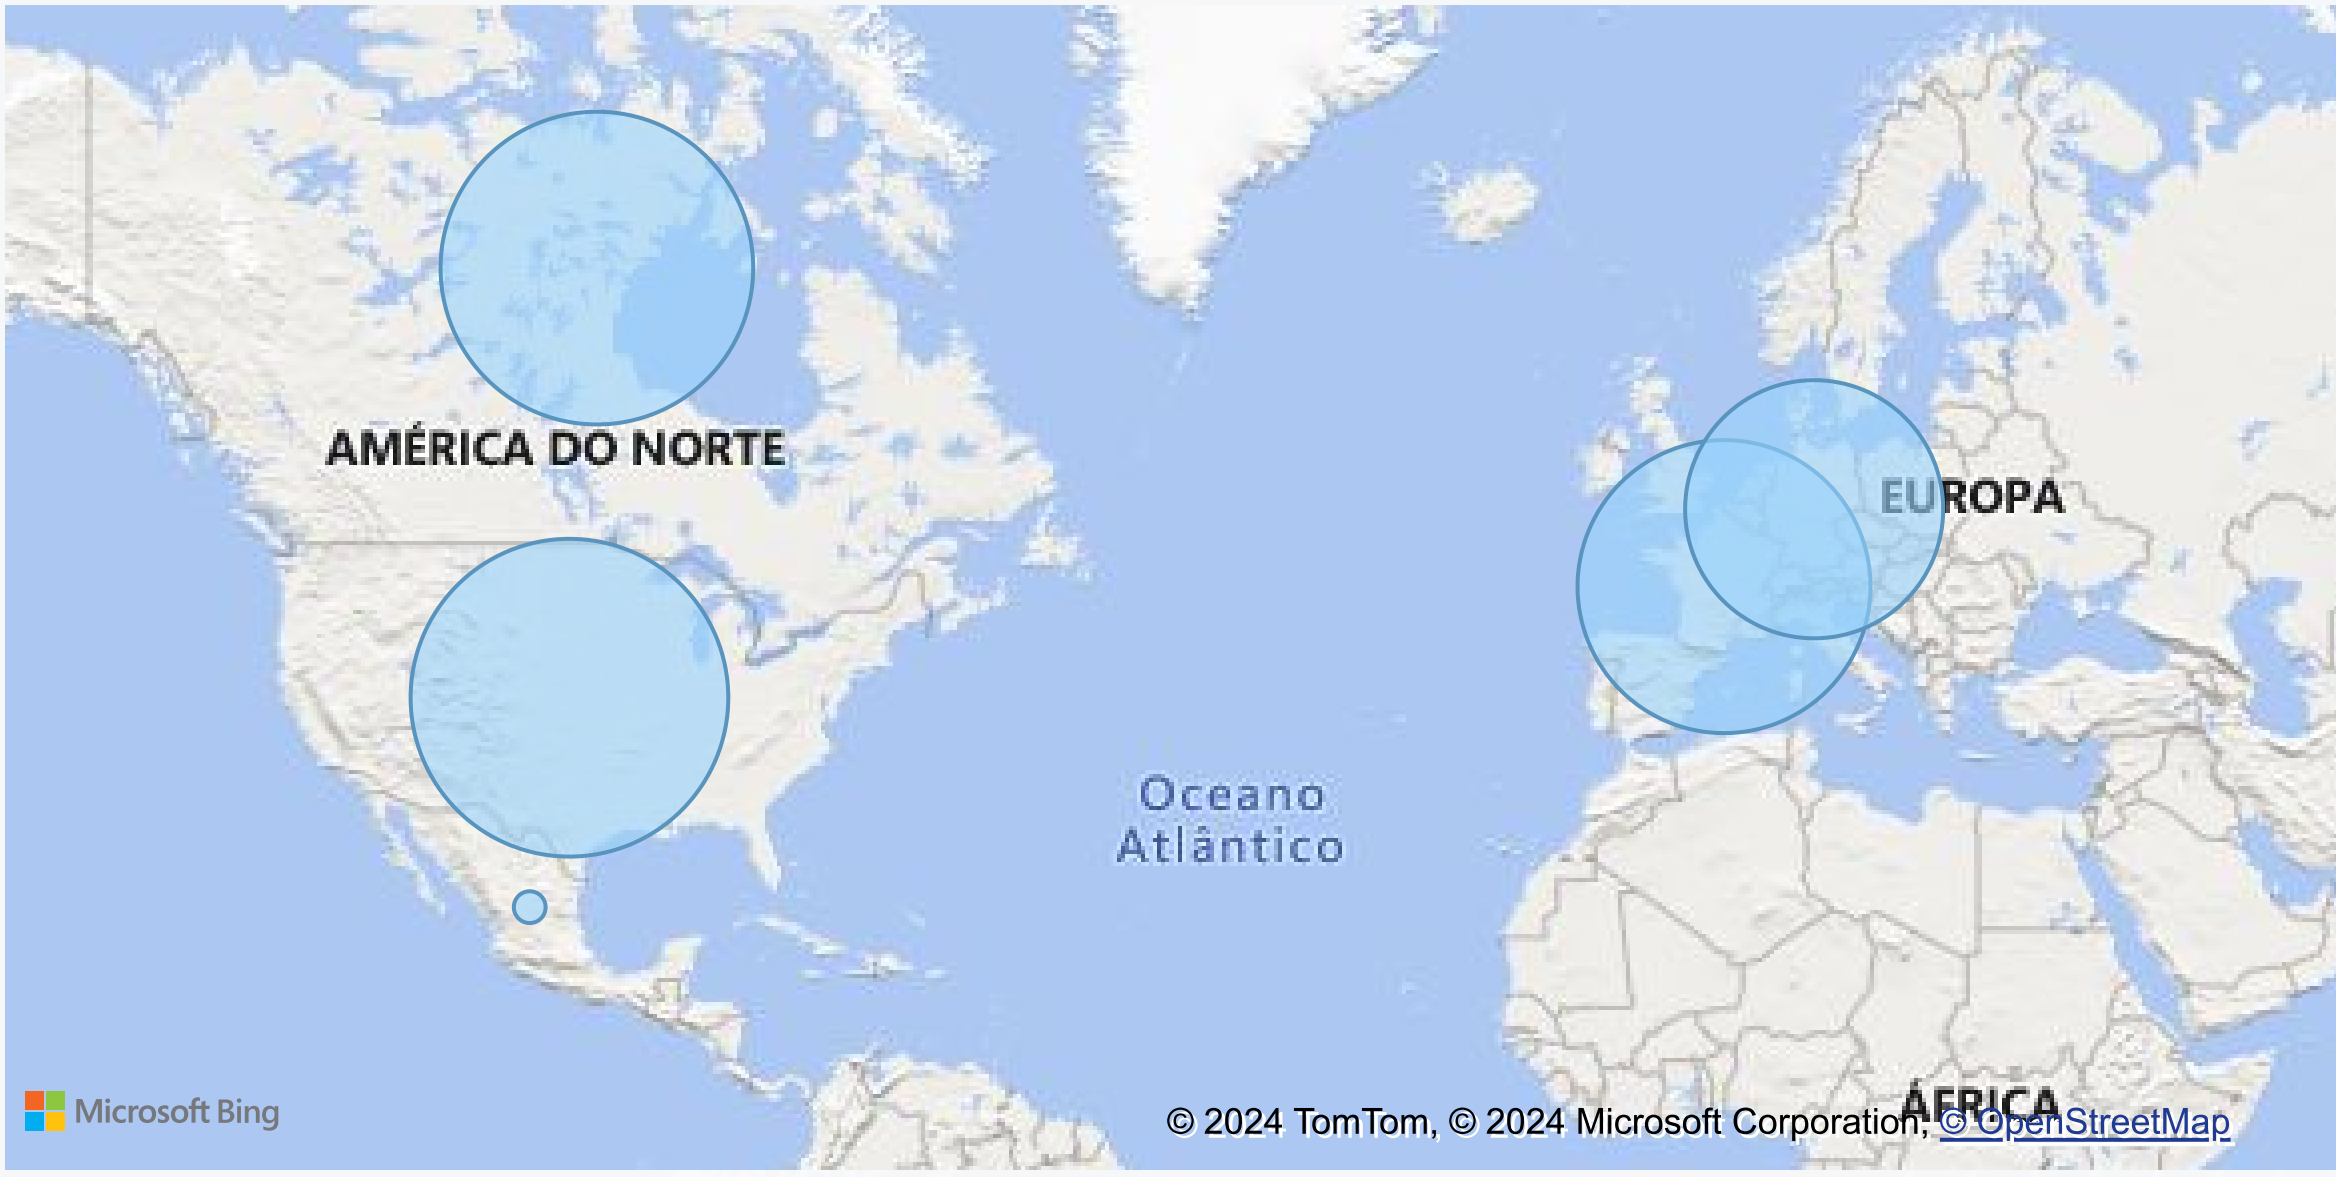 AMÉRICA DO NORTE
EUROPA
Oceano
Atlântico
ÁFRICA
Microsoft Bing
© 2024 TomTom, © 2024 Microsoft Corporation, © OpenStreetMap